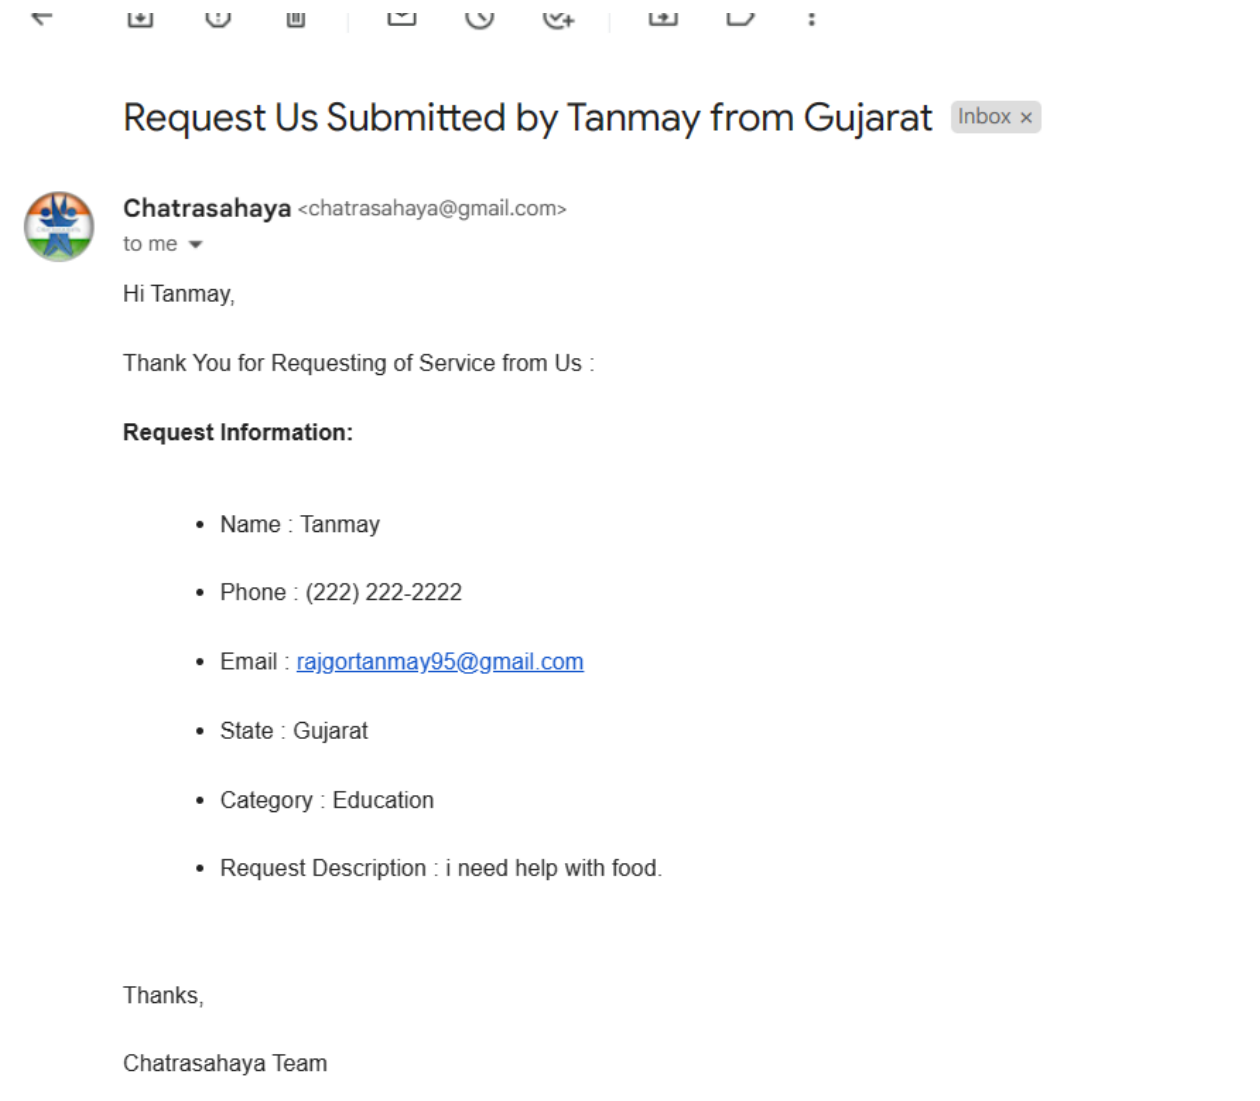 Request Us Submitted by Tanmay from Gujarat Inbox ×
Chatrasahaya <chatrasahaya@gmail.com>
to me
Hi Tanmay,
Thank You for Requesting of Service from Us :
Request Information:
• Name : Tanmay
• Phone : (222) 222-2222
• Email : rajgortanmay95@gmail.com
• State : Gujarat
• Category : Education
• Request Description : i need help with food.
Thanks,
Chatrasahaya Team